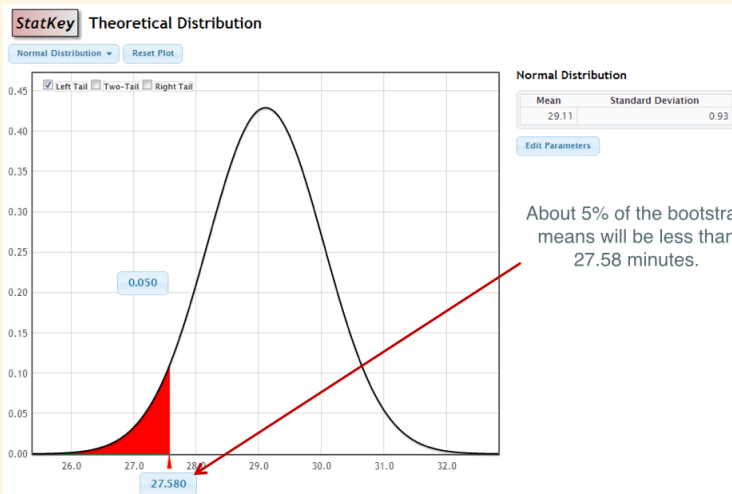 StatKey Theoretical Distribution
Normal Distribution Reset Plot
Left Tail Two-Tail Right Tail
0.45
0.40
0.35
0.30
0.25
0.20
0.15
0.10
0.05
0.00
0.050
26.0 27.0 28.0 29.0 30.0 31.0 32.0
27.580
Normal Distribution
Mean Standard Deviation
29.11 0.93
Edit Parameters
About 5% of the bootstra
means will be less than
27.58 minutes.